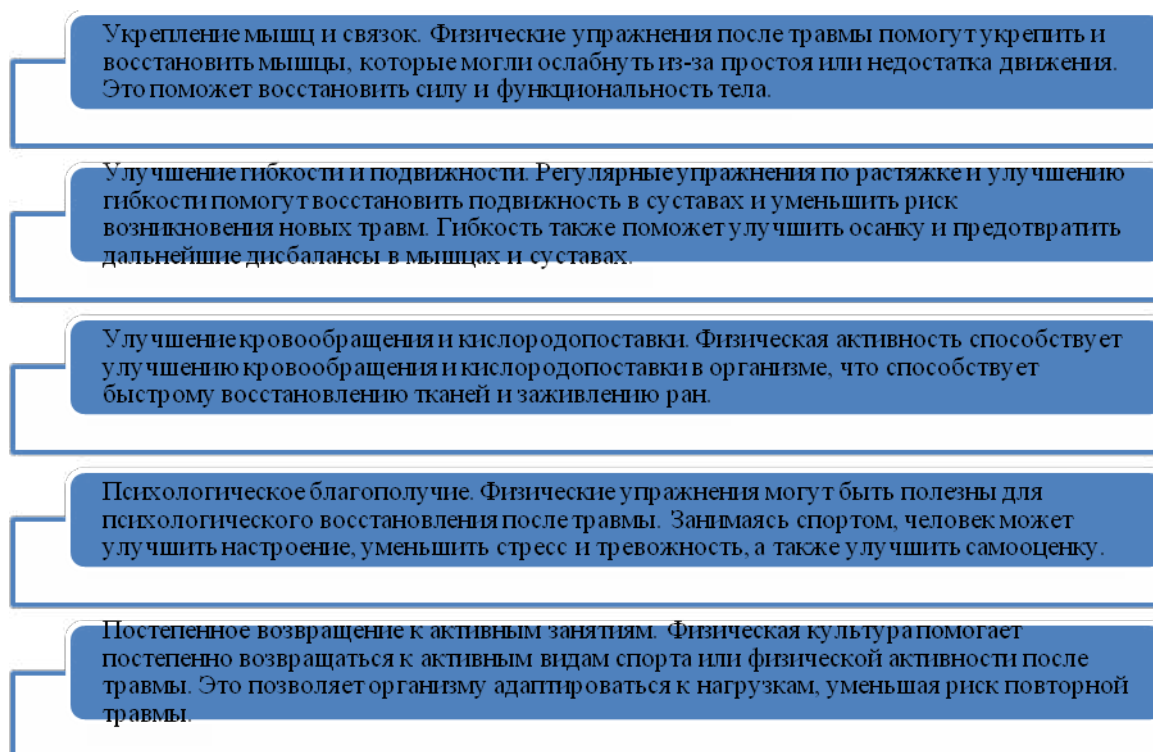 Укрепление мышц и связок. Физические упражнения после травмы помогут укрепить и
восстановить мышцы, которые могли ослабнуть из-за простоя или недостатка движения.
Это поможет восстановить силу и функциональность тела.
Улучшение гибкости и подвижности. Регулярные упражнения по растяжке и улучшению
гибкости помогут восстановить подвижность в суставах и уменьшить риск
возникновения новых травм. Гибкость также поможет улучшить осанку и предотвратить
дальнейшие дисбалансы в мышцах и суставах.
Улучшение кровообращения и кислородопоставки. Физическая активность способствует
улучшению кровообращения и кислородопоставки в организме, что способствует
быстрому восстановлению тканей и заживлению ран.
Психологическое благополучие. Физические упражнения могут быть полезны для
психологического восстановления после травмы. Занимаясь спортом, человек может
улучшить настроение, уменьшить стресс и тревожность, а также улучшить самооценку.
Постепенное возвращение к активным занятиям. Физическая культура помогает
постепенно возвращаться к активным видам спорта или физической активности после
травмы. Это позволяет организму адаптироваться к нагрузкам, уменьшая риск повторной
травмы.